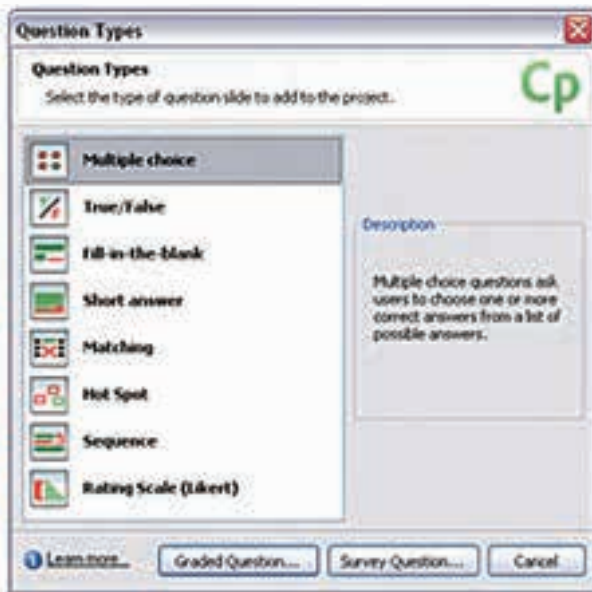 Question Types
Question Types
Select the type of question slide to add to the project.
Cp
Multiple choice
True/False
Fill-in-the-blank
Short answer
Matching
Hot Spot
Sequence
Rating Scale (Likert)
Description
Multiple choice questions ask
users to choose one or more
correct answers from a list of
possible answers.
Learn more...
Graded Question...
Survey Question...
Cancel